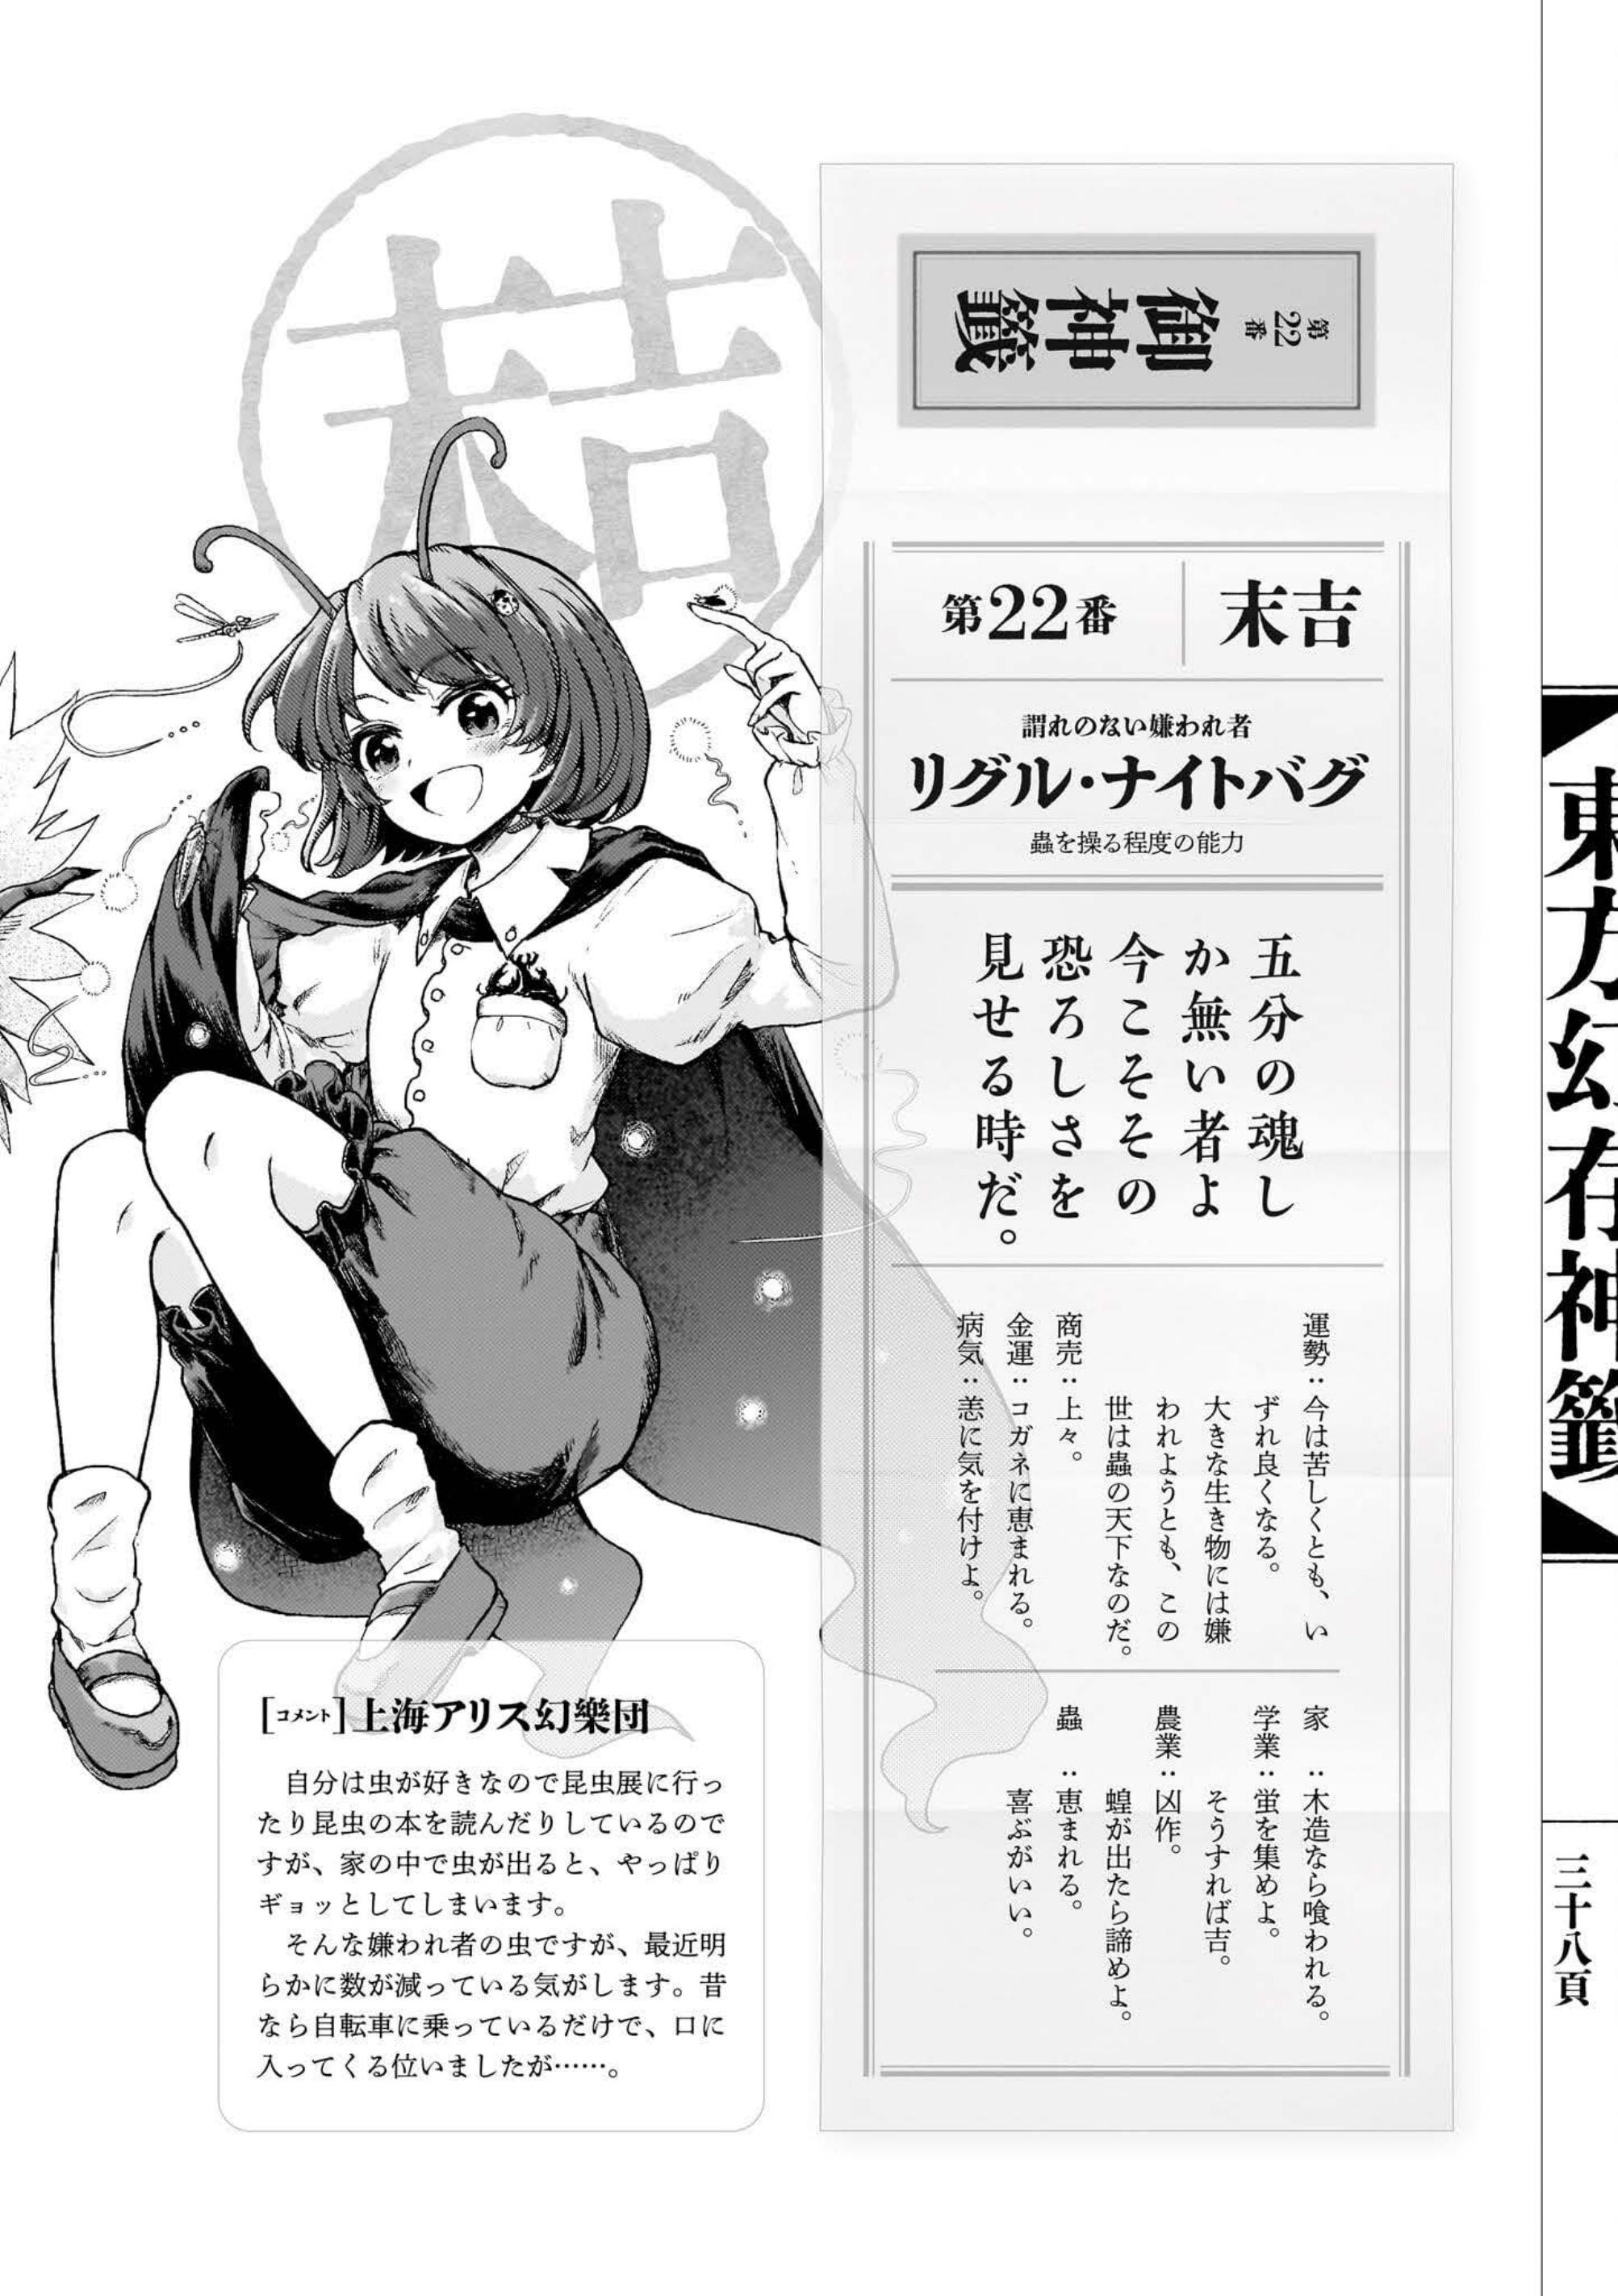 東方幻存神籤
三十八頁
第22番
御神籤
末吉
第22番
末吉
謂れのない嫌われ者
リグル・ナイトバグ
蟲を操る程度の能力
五分の魂し
か無い者よ
今こそその
恐ろしさを
見せる時だ。
運勢：今は苦しくとも、い
ずれ良くなる。
大きな生き物には嫌
われようとも、この
世は蟲の天下なのだ。
商売：上々。
金運：コガネに恵まれる。
病気：恙に気を付けよ。
家　：木造なら喰われる。
学業：蛍を集めよ。
そうすれば吉。
農業：凶作。
蝗が出たら諦めよ。
蟲　：恵まれる。
喜ぶがいい。
［コメント］上海アリス幻樂団
自分は虫が好きなので昆虫展に行っ
たり昆虫の本を読んだりしているので
すが、家の中で虫が出ると、やっぱり
ギョッとしてしまいます。
そんな嫌われ者の虫ですが、最近明
らかに数が減っている気がします。昔
なら自転車に乗っているだけで、口に
入ってくる位いましたが……。